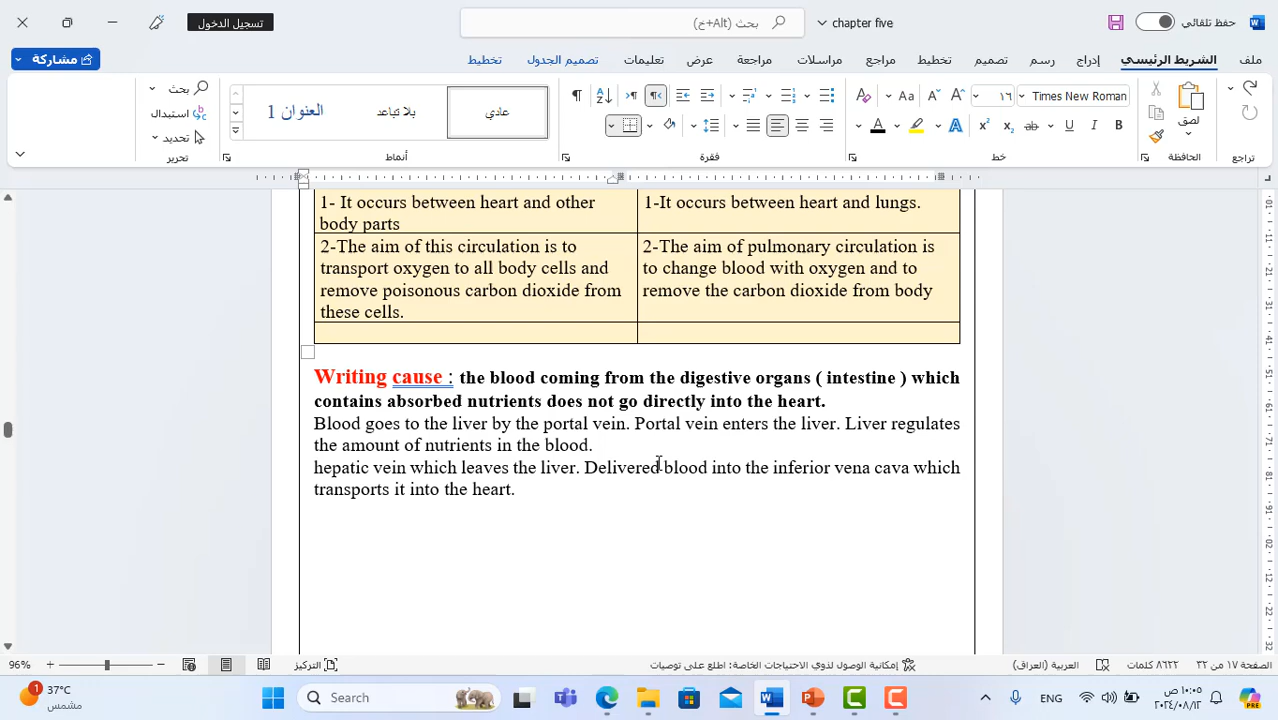 تسجيل الدخول
بحث (Alt+خ)
chapter five
حفظ تلقائي
مشاركة
ملف
الشريط الرئيسي
إدراج
رسم
تصميم
تخطيط
مراجع
مراسلات
مراجعة
عرض
تعليمات
تصميم الجدول
تخطيط
بحث
استبدال
تحديد
تحرير
العنوان 1
بلا تباعد
عادي
أنماط
فقرة
Aa
١٦
Times New Roman
خط
لصق
الحافظة
تراجع
1- It occurs between heart and other
body parts
1-It occurs between heart and lungs.
2-The aim of this circulation is to
transport oxygen to all body cells and
remove poisonous carbon dioxide from
these cells.
2-The aim of pulmonary circulation is
to change blood with oxygen and to
remove the carbon dioxide from body
Writing cause : the blood coming from the digestive organs ( intestine ) which
contains absorbed nutrients does not go directly into the heart.
Blood goes to the liver by the portal vein. Portal vein enters the liver. Liver regulates
the amount of nutrients in the blood.
hepatic vein which leaves the liver. Delivered blood into the inferior vena cava which
transports it into the heart.
96%
التركيز
إمكانية الوصول لذوي الاحتياجات الخاصة: اطلع على توصيات
العربية (العراق)
٨٦٢٢ كلمات
الصفحة ١٧ من ٣٢
37°C
مشمس
1
Search
ENG
١٠:٠٥ ص
٢٠٢٤/٠٨/١٢
PRE